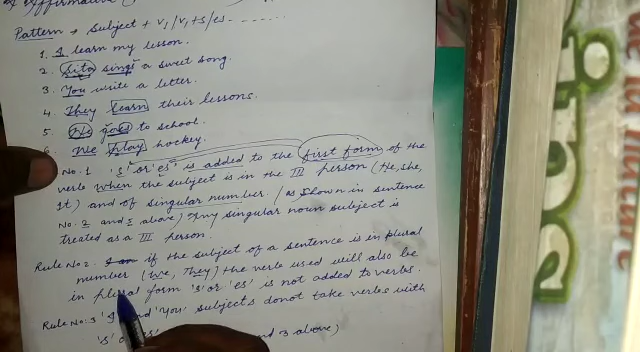 of Affirmative
Pattern → Subject + V1/V1+s/es-------
1. I learn my lesson.
2. Sita sings a sweet song.
3. You write a letter.
4. They learn their lessons.
5. He goes to school.
6. We play hockey.
No. 1 's' or 'es' is added to the first form of the
verb when the subject is in the III person (He, she,
It) and of singular number. (as shown in sentence
No. 2 and 5 above) Any singular noun subject is
treated as a III person.
Rule No 2. if the subject of a sentence is in plural
number (We, They) the verb used will also be
in plural form 's' or 'es' is not added to verbs.
Rule No: 3 'I' and 'You' subjects donot take verbs with
's' and 3 above)